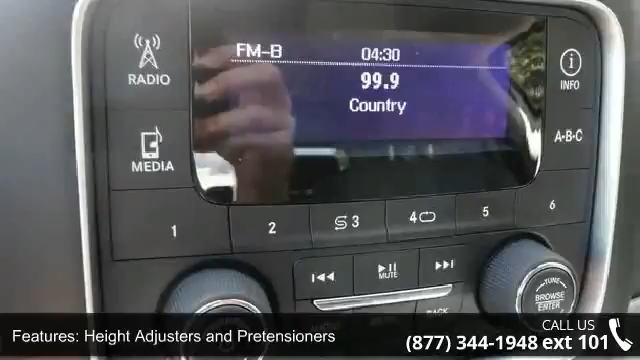 FM-B 04:30
99.9
Country
RADIO
INFO
MEDIA
A-B-C
1 2 3 4 5 6
MUTE
TUNE
BROWSE/
ENTER
BACK
Features: Height Adjusters and Pretensioners
CALL US
(877) 344-1948 ext 101